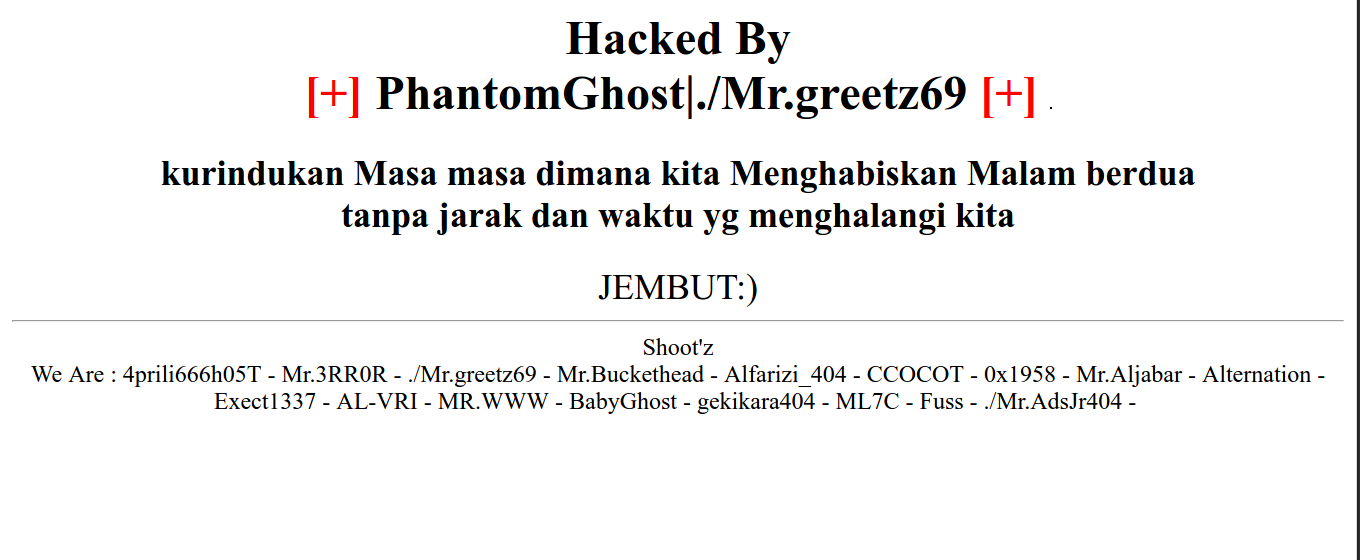 Hacked By
[+] PhantomGhost|./Mr.greetz69 [+] .
kurindukan Masa masa dimana kita Menghabiskan Malam berdua
tanpa jarak dan waktu yg menghalangi kita
JEMBUT:)
Shoot'z
We Are : 4prili666h05T - Mr.3RR0R - ./Mr.greetz69 - Mr.Buckethead - Alfarizi_404 - CCOCOT - 0x1958 - Mr.Aljabar - Alternation -
Exect1337 - AL-VRI - MR.WWW - BabyGhost - gekikara404 - ML7C - Fuss - ./Mr.AdsJr404 -